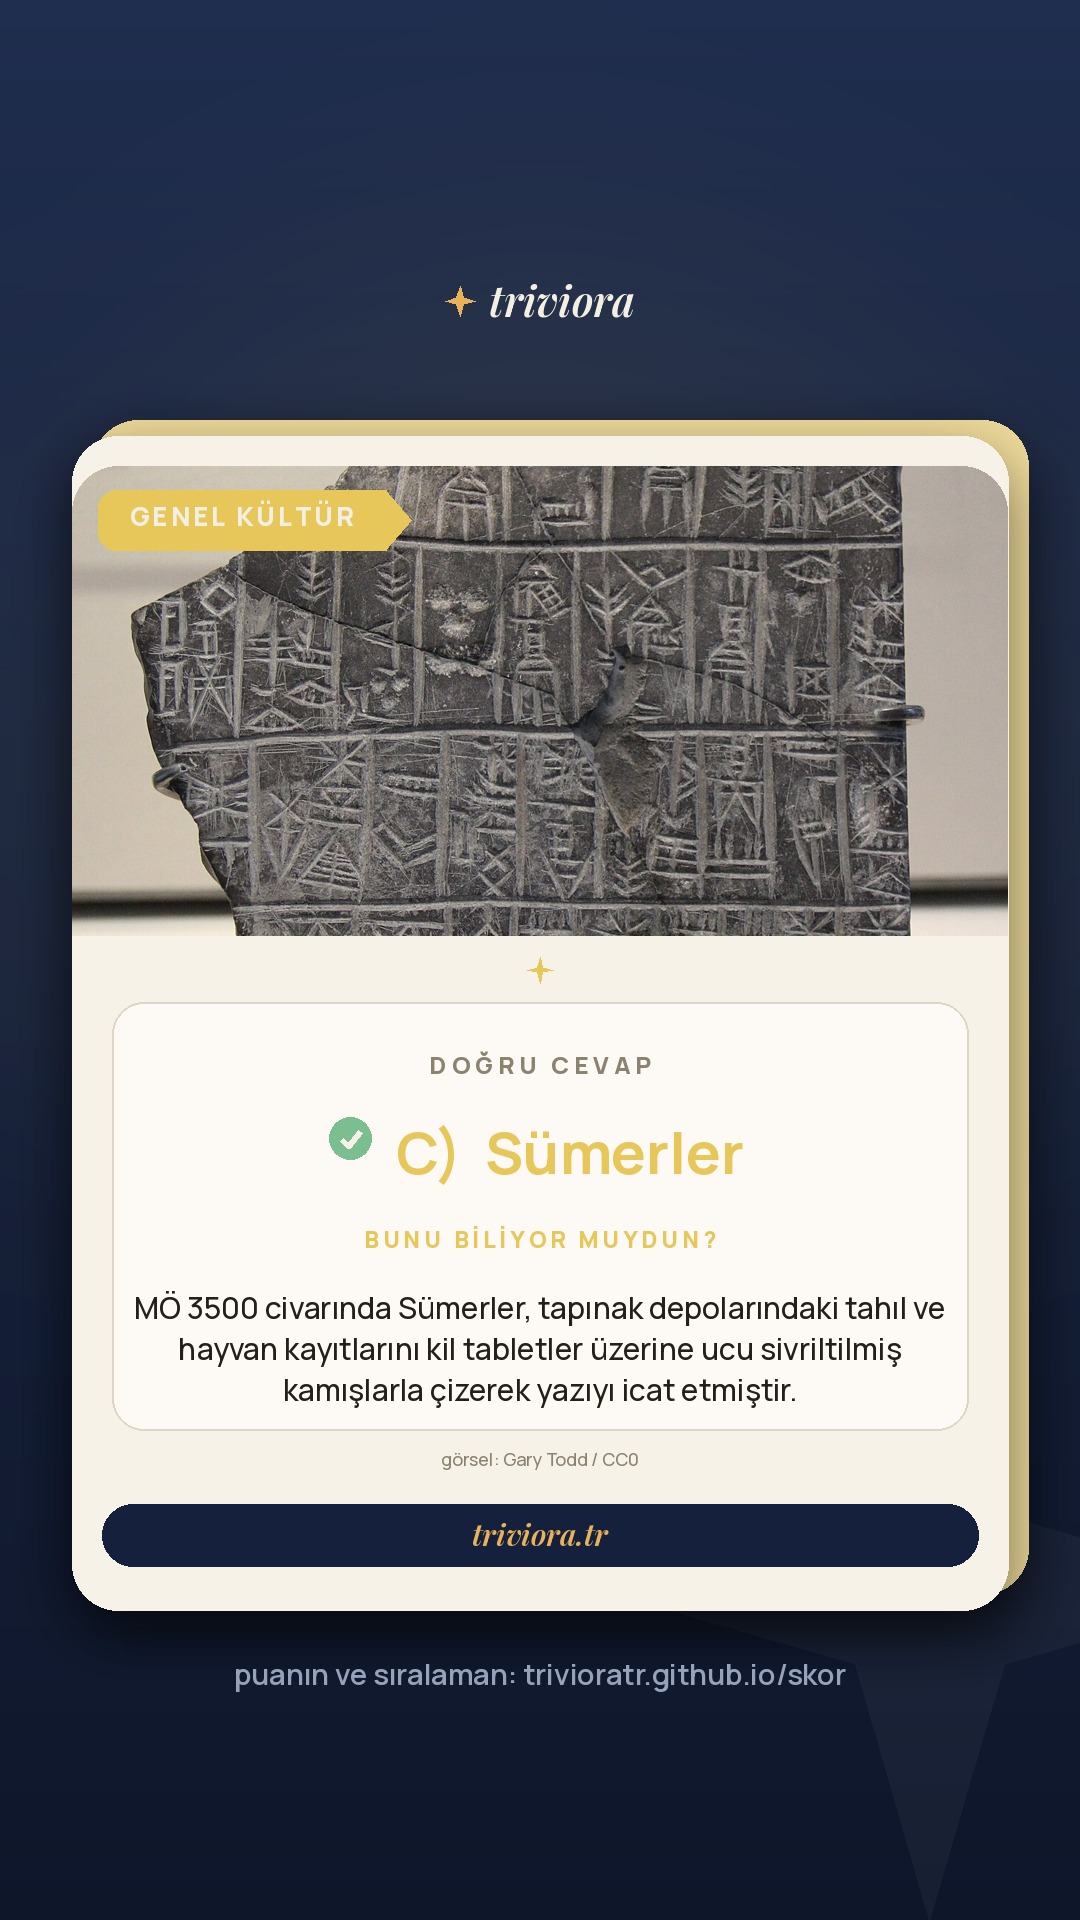 triviora
GENEL KÜLTÜR
DOĞRU CEVAP
C) Sümerler
BUNU BİLİYOR MUYDUN?
MÖ 3500 civarında Sümerler, tapınak depolarındaki tahıl ve
hayvan kayıtlarını kil tabletler üzerine ucu sivriltilmiş
kamışlarla çizerek yazıyı icat etmiştir.
görsel: Gary Todd / CC0
triviora.tr
puanın ve sıralaman: trivioratr.github.io/skor